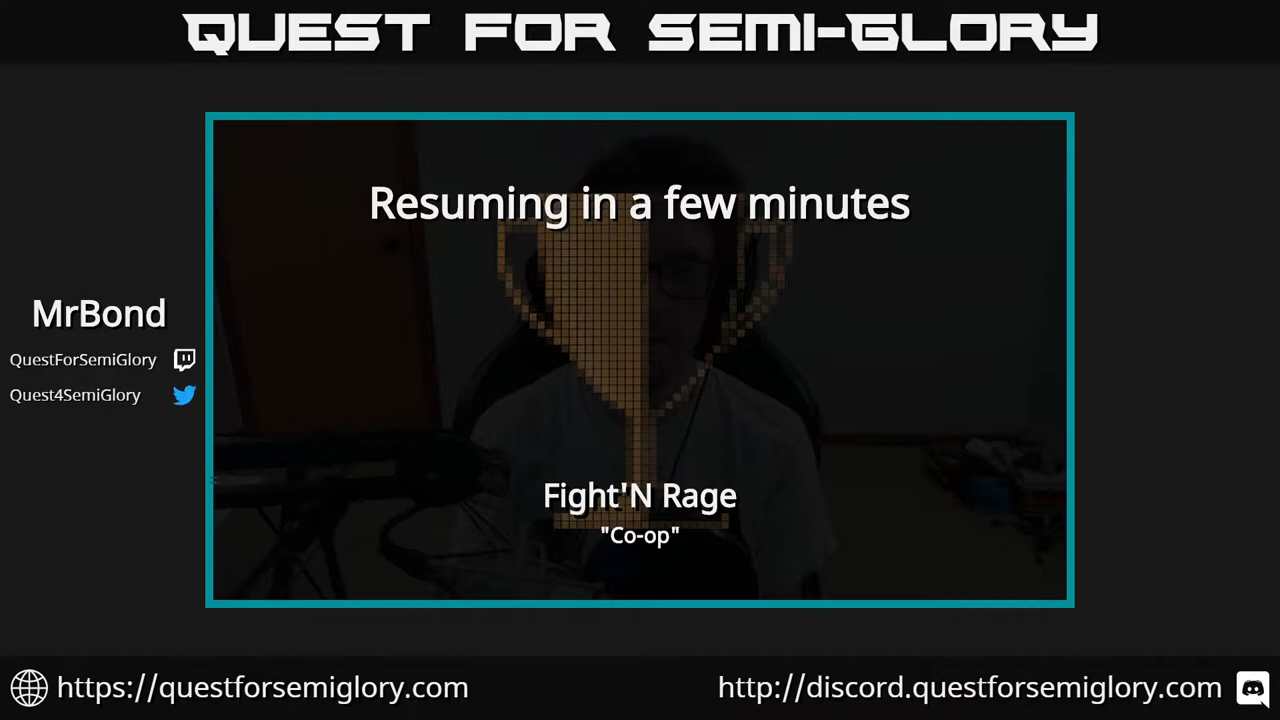 QUEST FOR SEMI-GLORY
Resuming in a few minutes
MrBond
QuestForSemiGlory
Quest4SemiGlory
Fight'N Rage
"Co-op"
https://questforsemiglory.com
http://discord.questforsemiglory.com